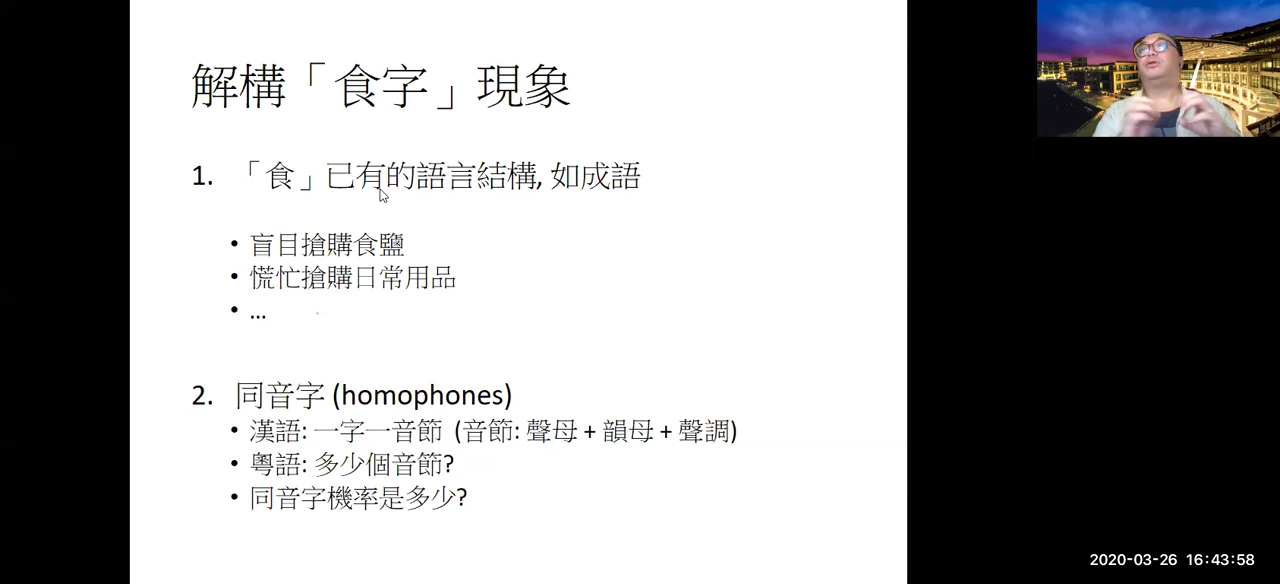 解構「食字」現象
1. 「食」已有的語言結構, 如成語
• 盲目搶購食鹽
• 慌忙搶購日常用品
• ...
2. 同音字 (homophones)
• 漢語: 一字一音節 (音節: 聲母 + 韻母 + 聲調)
• 粵語: 多少個音節?
• 同音字機率是多少?
2020-03-26 16:43:58